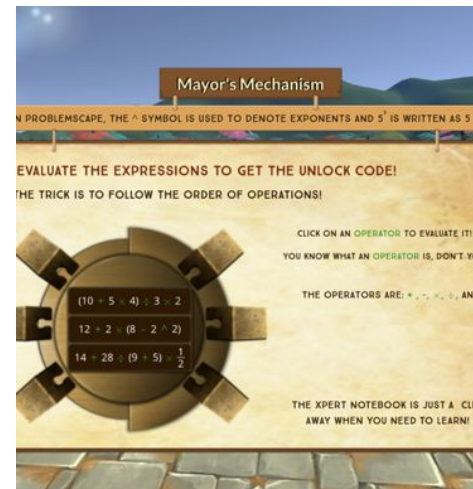 Mayor's Mechanism
N PROBLEMSCAPE, THE ^ SYMBOL IS USED TO DENOTE EXPONENTS AND 5³ IS WRITTEN AS 5
EVALUATE THE EXPRESSIONS TO GET THE UNLOCK CODE!
THE TRICK IS TO FOLLOW THE ORDER OF OPERATIONS!
CLICK ON AN OPERATOR TO EVALUATE IT!
YOU KNOW WHAT AN OPERATOR IS, DON'T Y
THE OPERATORS ARE: +, -, ×, ÷, AN
(10 + 5 × 4) ÷ 3 × 2
12 + 2 × (8 - 2 ^ 2)
14 + 28 ÷ (9 + 5) × 1/2
THE XPERT NOTEBOOK IS JUST A CLI
AWAY WHEN YOU NEED TO LEARN!